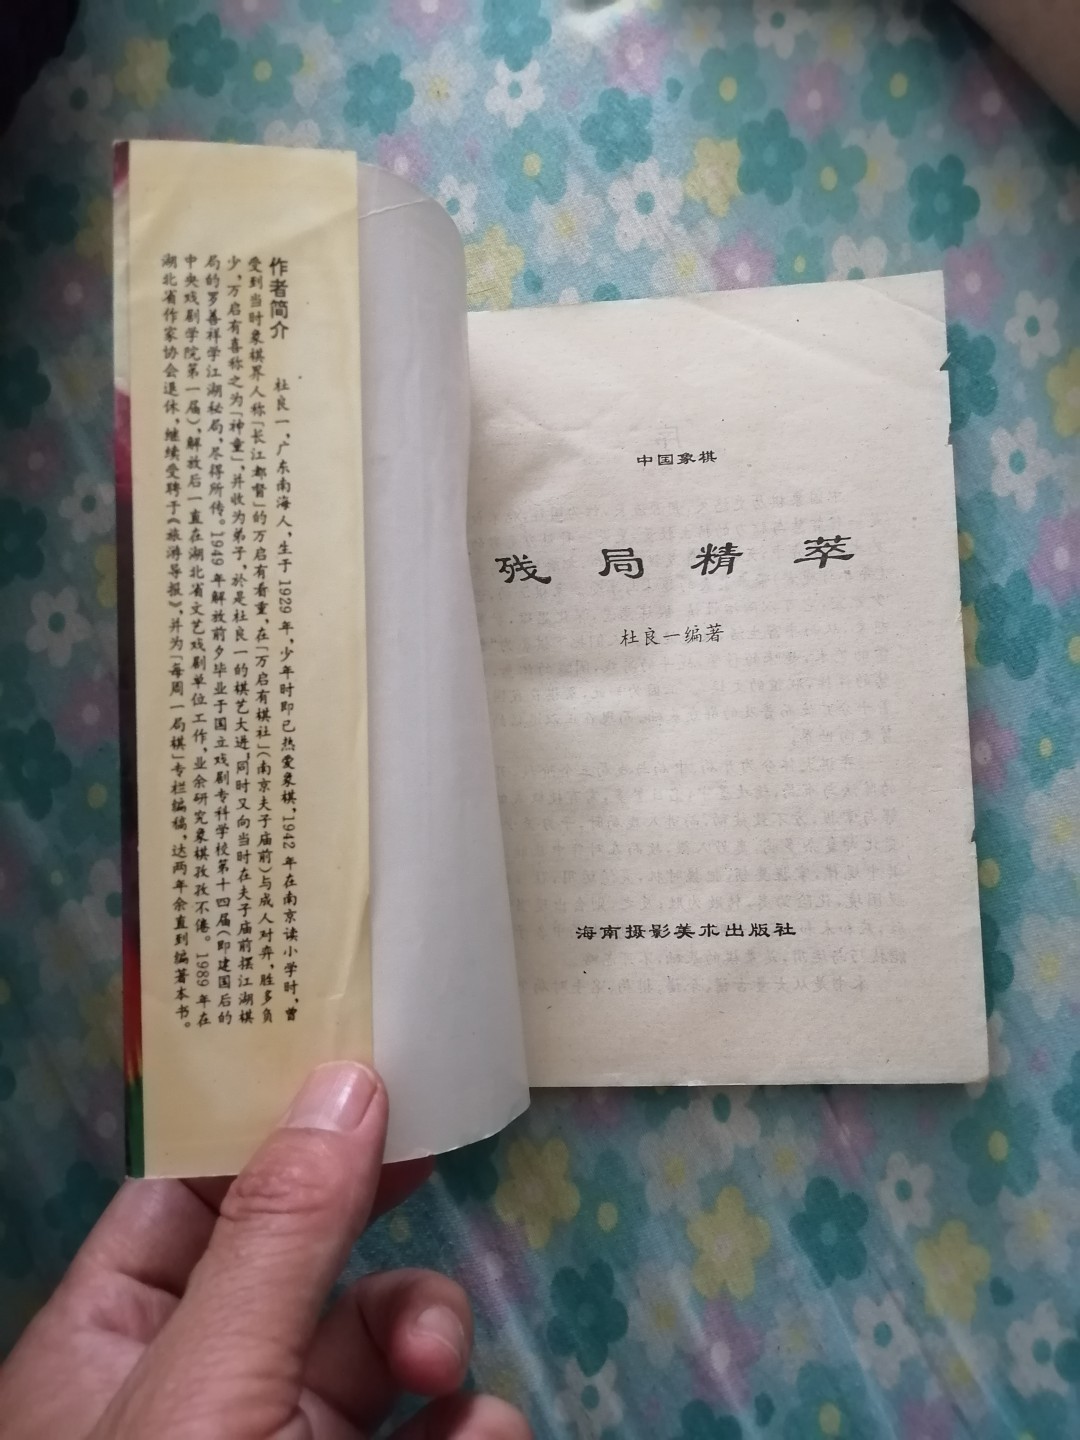 作者简介
杜良一，广东南海人，生于1929年，少年时即已热爱象棋，1942年在南京读小学时，曾
受到当时象棋界人称「长江都督」的万启有看重，在「万启有棋社」（南京夫子庙前）与成人对弈，胜多负
少，万启有喜称之为「神童」，并收为弟子，於是杜良一的棋艺大进，同时又向当时在夫子庙前摆江湖棋
局的罗善祥学江湖秘局，尽得所传。1949年解放前夕毕业于国立戏剧专科学校第十四届（即建国后的
中央戏剧学院第一届），解放后一直在湖北省文艺戏剧单位工作，业余研究象棋孜孜不倦。1989年在
湖北省作家协会退休，继续受聘于《旅游导报》，并为「每周一局棋」专栏编稿，达两年余直到编著本书。
中国象棋
残局精萃
杜良一编著
海南摄影美术出版社